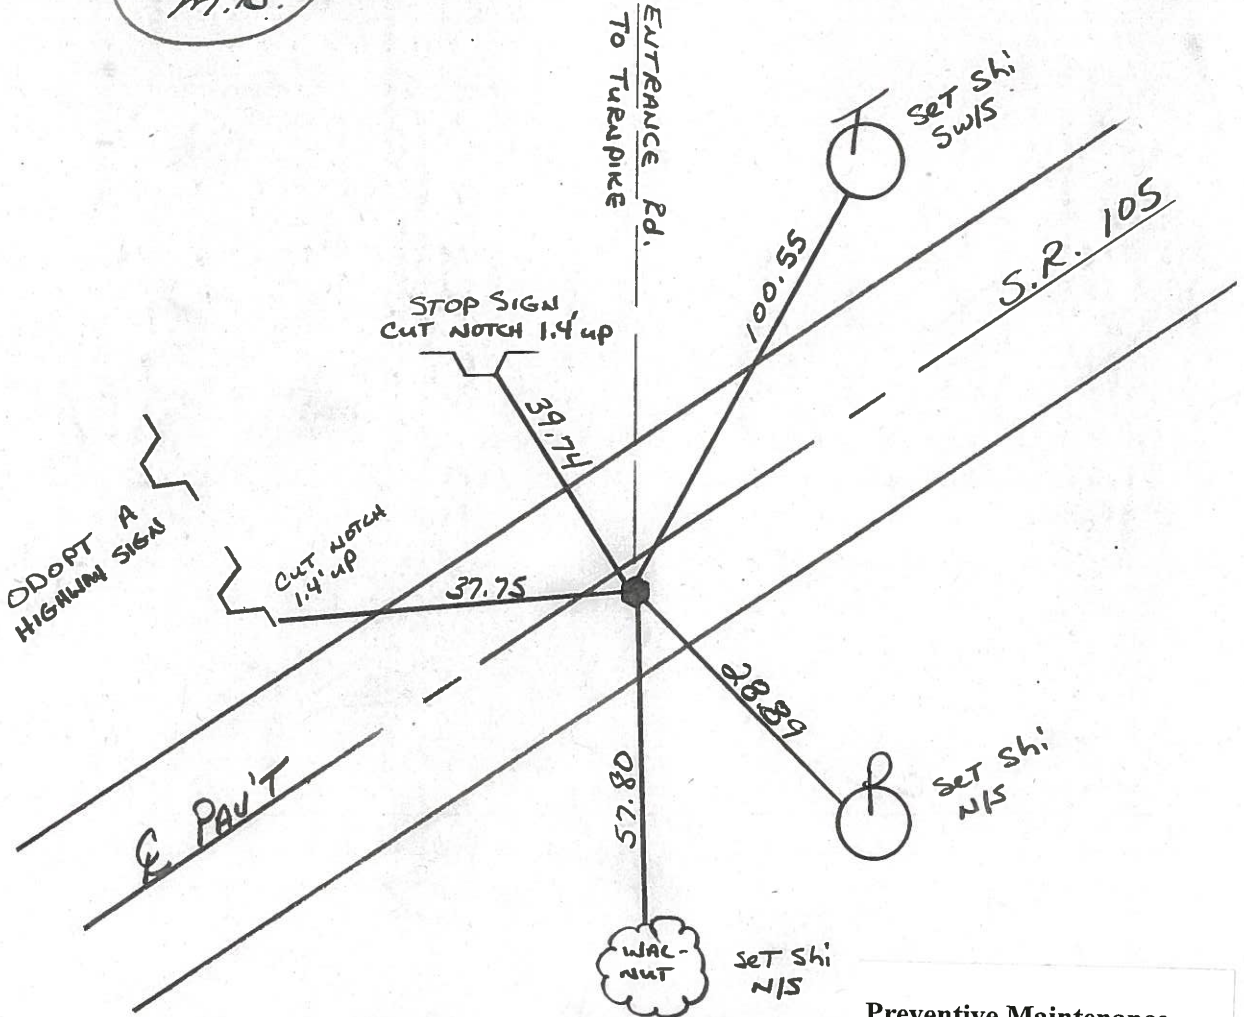 M.B.
ENTRANCE Rd.
TO TURNPIKE
SeT Shi
SW/S
S.R. 105
100.55
STOP SIGN
CUT NOTCH 1.4' up
39.74
ODOPT A
HIGHWAY SIGN
CUT NOTCH
1.4' up
37.75
28.89
P
SeT Shi
N/S
57.80
℄ PAV'T
WAL-
NUT
SeT Shi
N/S
Preventive Maintenance